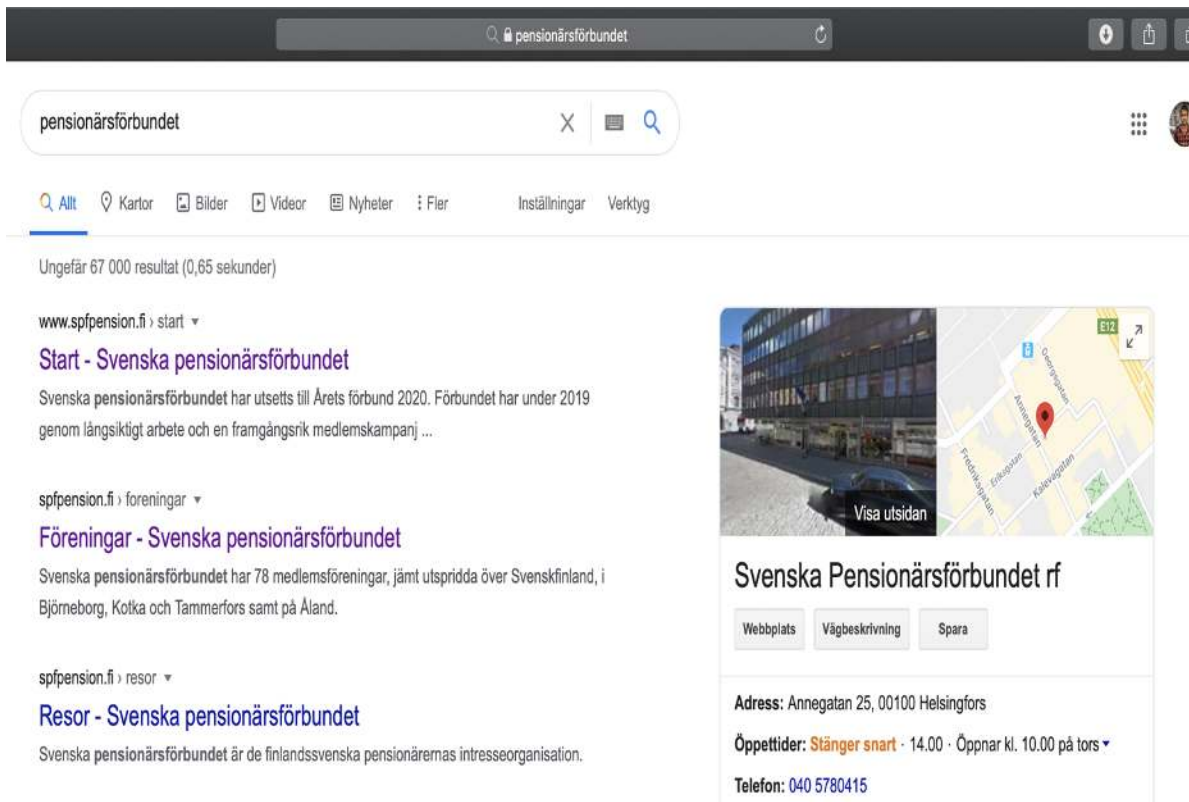 pensionärsförbundet
pensionärsförbundet
Allt Kartor Bilder Videor Nyheter Fler Inställningar Verktyg
Ungefär 67 000 resultat (0,65 sekunder)
www.spfpension.fi › start
Start - Svenska pensionärsförbundet
Svenska pensionärsförbundet har utsetts till Årets förbund 2020. Förbundet har under 2019
genom långsiktigt arbete och en framgångsrik medlemskampanj ...
spfpension.fi › foreningar
Föreningar - Svenska pensionärsförbundet
Svenska pensionärsförbundet har 78 medlemsföreningar, jämt utspridda över Svenskfinland, i
Björneborg, Kotka och Tammerfors samt på Åland.
spfpension.fi › resor
Resor - Svenska pensionärsförbundet
Svenska pensionärsförbundet är de finlandssvenska pensionärernas intresseorganisation.
Visa utsidan
E12
Georgsgatan
Annegatan
Fredriksgatan
Eriksgatan
Kalevagatan
Svenska Pensionärsförbundet rf
Webbplats Vägbeskrivning Spara
Adress: Annegatan 25, 00100 Helsingfors
Öppettider: Stänger snart · 14.00 · Öppnar kl. 10.00 på tors
Telefon: 040 5780415